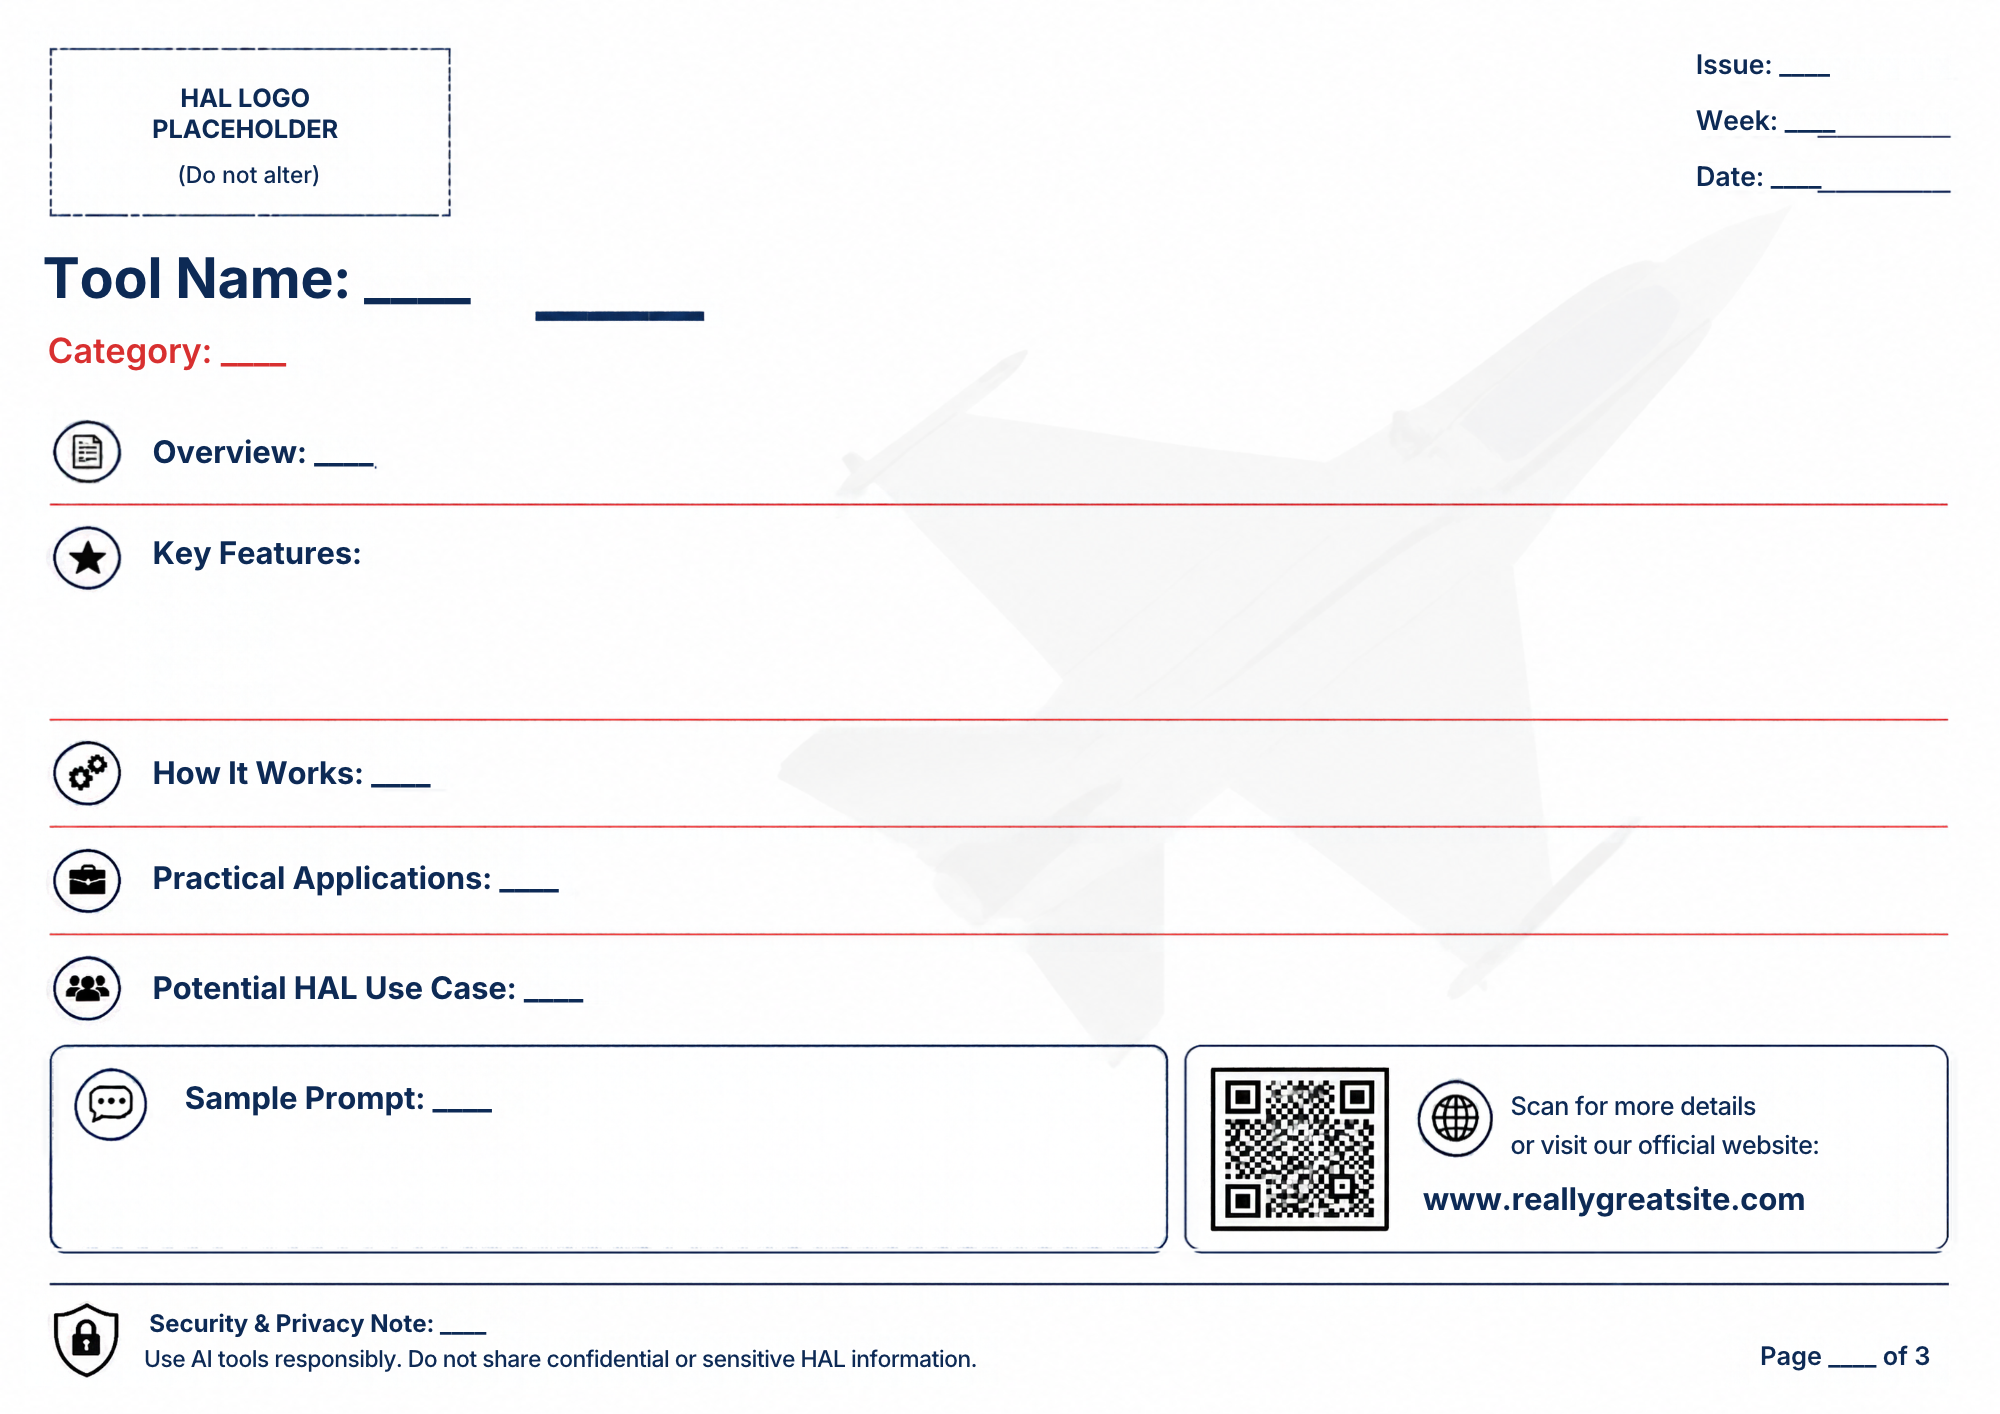 HAL LOGO
PLACEHOLDER
(Do not alter)
Issue: ____
Week: ____
Date: ____
Tool Name: ____
Category: ____
Overview: ____
Key Features:
How It Works: ____
Practical Applications: ____
Potential HAL Use Case: ____
Sample Prompt: ____
Scan for more details
or visit our official website:
www.reallygreatsite.com
Security & Privacy Note: ____
Use AI tools responsibly. Do not share confidential or sensitive HAL information.
Page ____ of 3